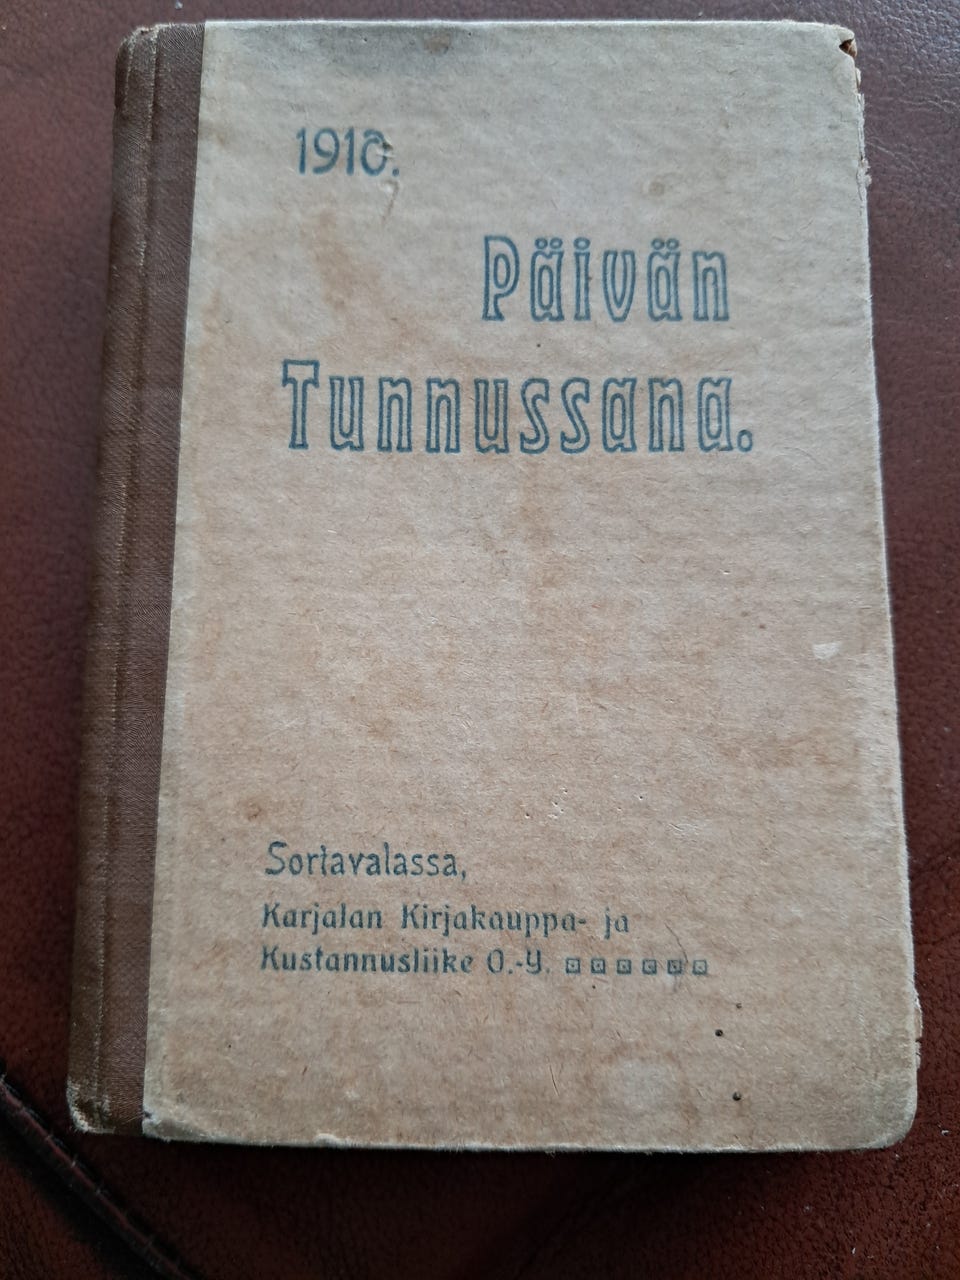 1910.
Päivän
Tunnussana.
Sortavalassa,
Karjalan Kirjakauppa- ja
Kustannusliike O.-Y.